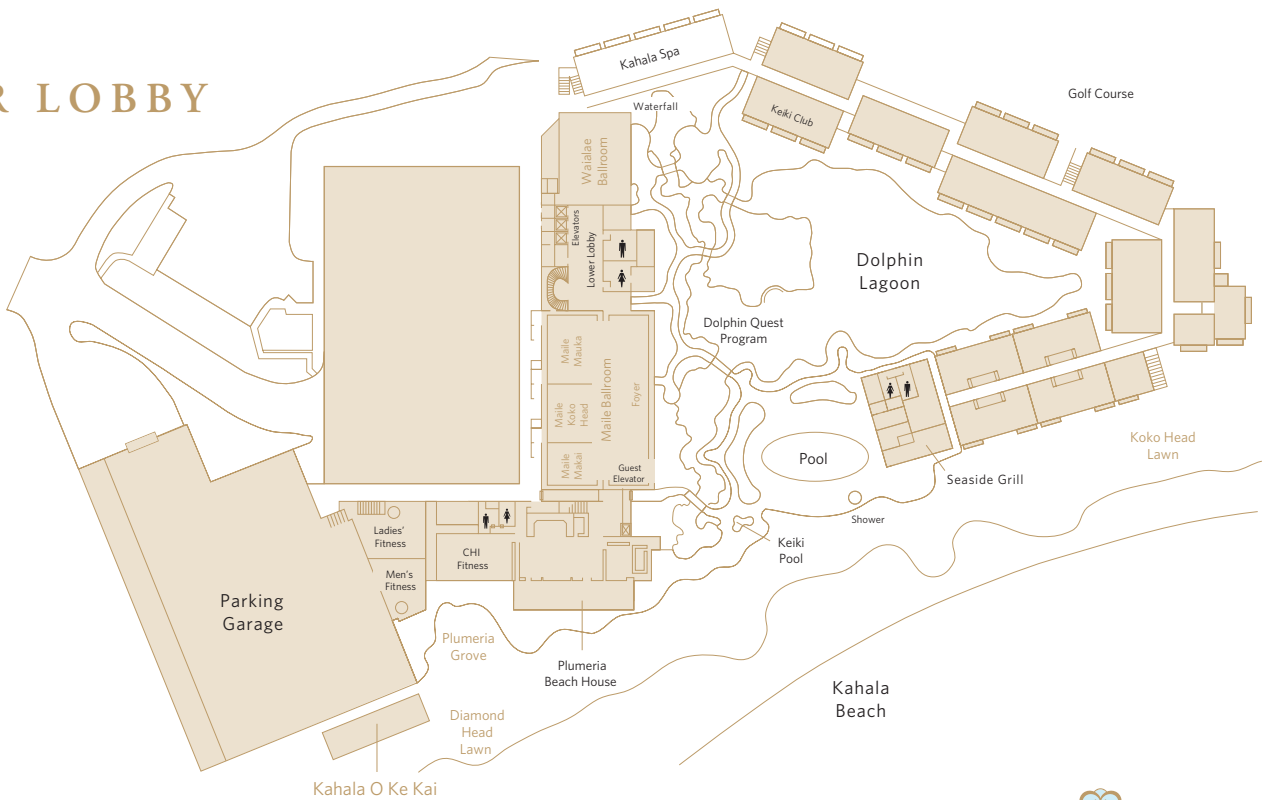 R LOBBY
Kahala Spa
Waterfall
Keiki Club
Golf Course
Waialae
Ballroom
Elevators
Lower Lobby
Dolphin
Lagoon
Dolphin Quest
Program
Maile
Mauka
Maile
Koko
Head
Maile
Makai
Maile Ballroom
Foyer
Guest
Elevator
Pool
Koko Head
Lawn
Seaside Grill
Shower
Keiki
Pool
Ladies'
Fitness
CHI
Fitness
Men's
Fitness
Parking
Garage
Plumeria
Grove
Plumeria
Beach House
Kahala
Beach
Diamond
Head
Lawn
Kahala O Ke Kai